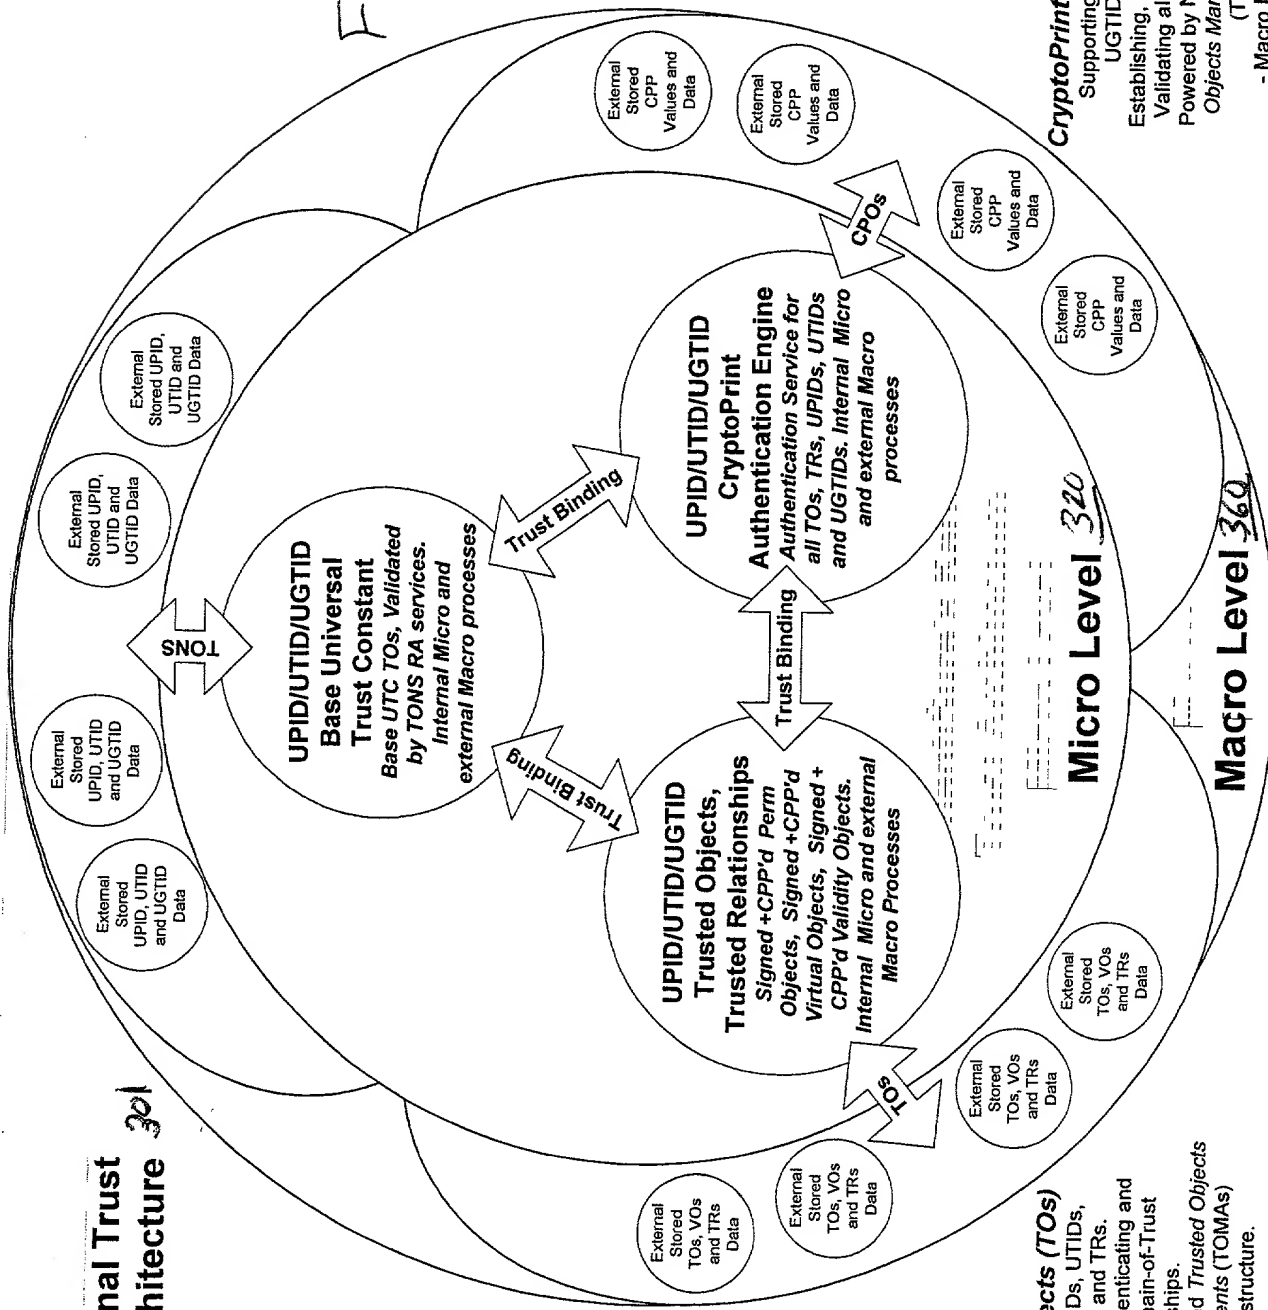 nal Trust
hitecture 301
External
Stored
UPID, UTID
and UGTID
Data
External
Stored
UPID, UTID
and UGTID
Data
External
Stored UPID,
UTID and
UGTID Data
External
Stored UPID,
UTID and
UGTID Data
TONS
UPID/UTID/UGTID
Base Universal
Trust Constant
Base UTC TOs, Validated
by TONS RA services.
Internal Micro and
external Macro processes
Trust Binding
Trust Binding
Trust Binding
UPID/UTID/UGTID
Trusted Objects,
Trusted Relationships
Signed +CPP'd Perm
Objects, Signed +CPP'd
Virtual Objects, Signed +
CPP'd Validity Objects.
Internal Micro and external
Macro Processes
UPID/UTID/UGTID
CryptoPrint
Authentication Engine
Authentication Service for
all TOs, TRs, UPIDs, UTIDs
and UGTIDs. Internal Micro
and external Macro
processes
TOs
CPOs
External
Stored
TOs, VOs
and TRs
Data
External
Stored
TOs, VOs
and TRs
Data
External
Stored
TOs, VOs
and TRs
Data
External
Stored
TOs, VOs
and TRs
Data
External
Stored
CPP
Values and
Data
External
Stored
CPP
Values and
Data
External
Stored
CPP
Values and
Data
External
Stored
CPP
Values and
Data
Micro Level 320
Macro Level 360
ects (TOs)
Ds, UTIDs,
and TRs.
enticating and
ain-of-Trust
hips.
d Trusted Objects
ents (TOMAs)
structure.
CryptoPrint
Supporting
UGTID
Establishing,
Validating al
Powered by N
Objects Mar
(T
- Macro